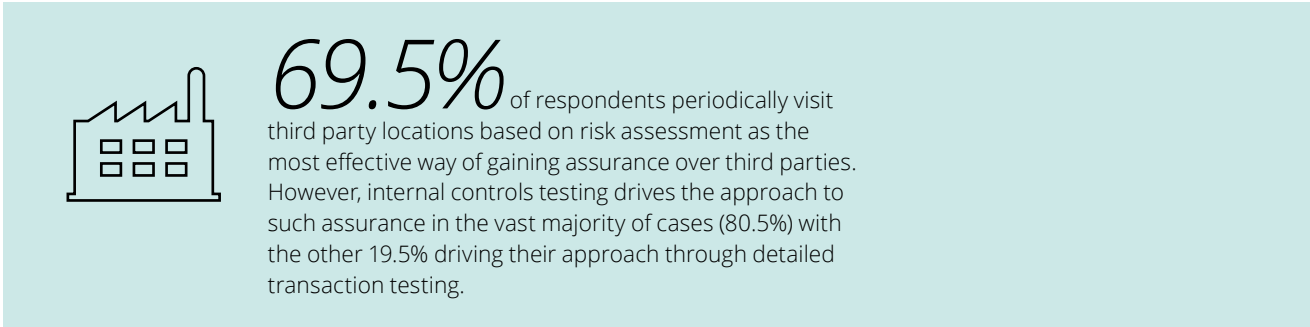 69.5% of respondents periodically visit
third party locations based on risk assessment as the
most effective way of gaining assurance over third parties.
However, internal controls testing drives the approach to
such assurance in the vast majority of cases (80.5%) with
the other 19.5% driving their approach through detailed
transaction testing.